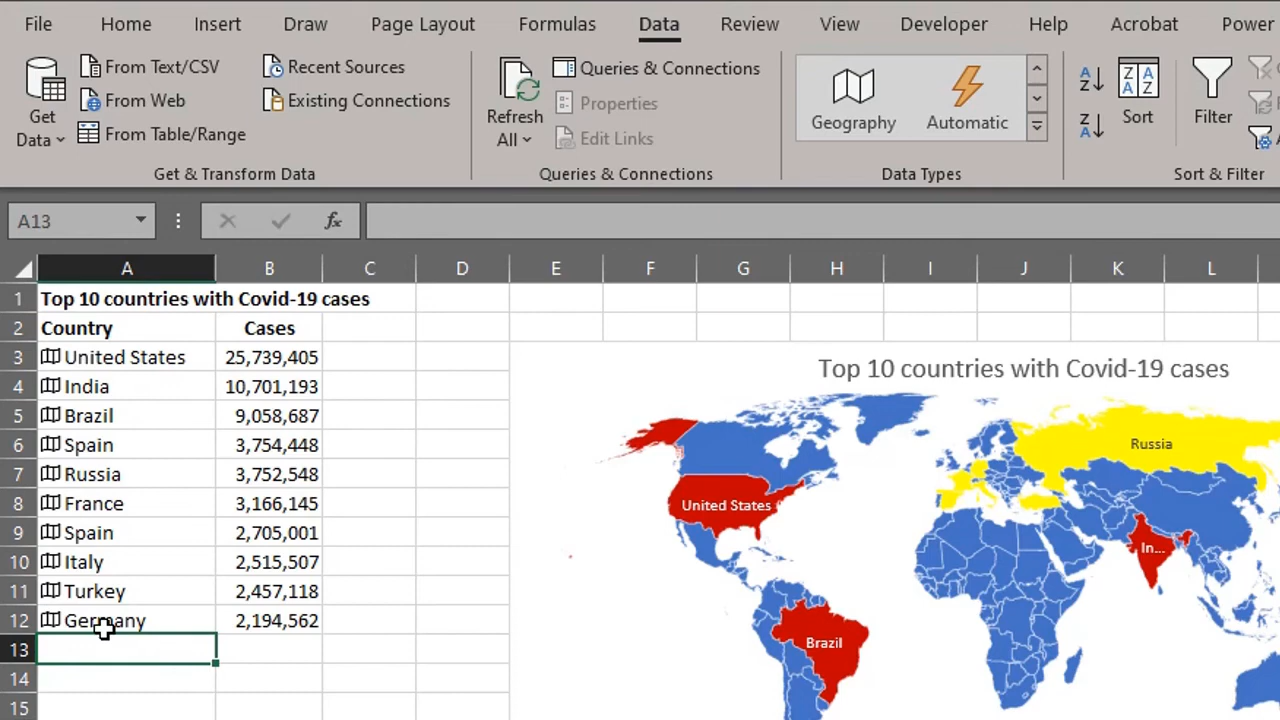 File Home Insert Draw Page Layout Formulas Data Review View Developer Help Acrobat Power
Get Data
From Text/CSV
From Web
From Table/Range
Recent Sources
Existing Connections
Get & Transform Data
Refresh All
Queries & Connections
Properties
Edit Links
Queries & Connections
Geography
Automatic
Data Types
Sort
Filter
Sort & Filter
A13
fx
A B C D E F G H I J K L
1 Top 10 countries with Covid-19 cases
2 Country Cases
3 United States 25,739,405
4 India 10,701,193
5 Brazil 9,058,687
6 Spain 3,754,448
7 Russia 3,752,548
8 France 3,166,145
9 Spain 2,705,001
10 Italy 2,515,507
11 Turkey 2,457,118
12 Germany 2,194,562
13
14
15
Top 10 countries with Covid-19 cases
Russia
United States
In...
Brazil